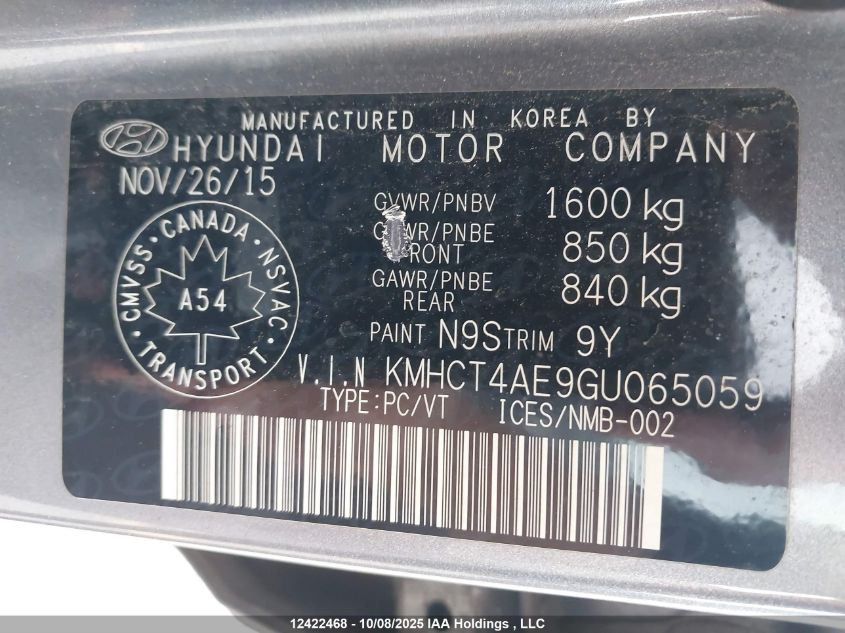 MANUFACTURED IN KOREA BY
HYUNDAI MOTOR COMPANY
NOV/26/15
GVWR/PNBV 1600 kg
WR/PNBE
RONT 850 kg
GAWR/PNBE
REAR 840 kg
CANADA · NSVAC · TRANSPORT · CMVSS ·
A54
PAINT N9S TRIM 9Y
V.I.N KMHCT4AE9GU065059
TYPE:PC/VT ICES/NMB-002
12422468 - 10/08/2025 IAA Holdings , LLC